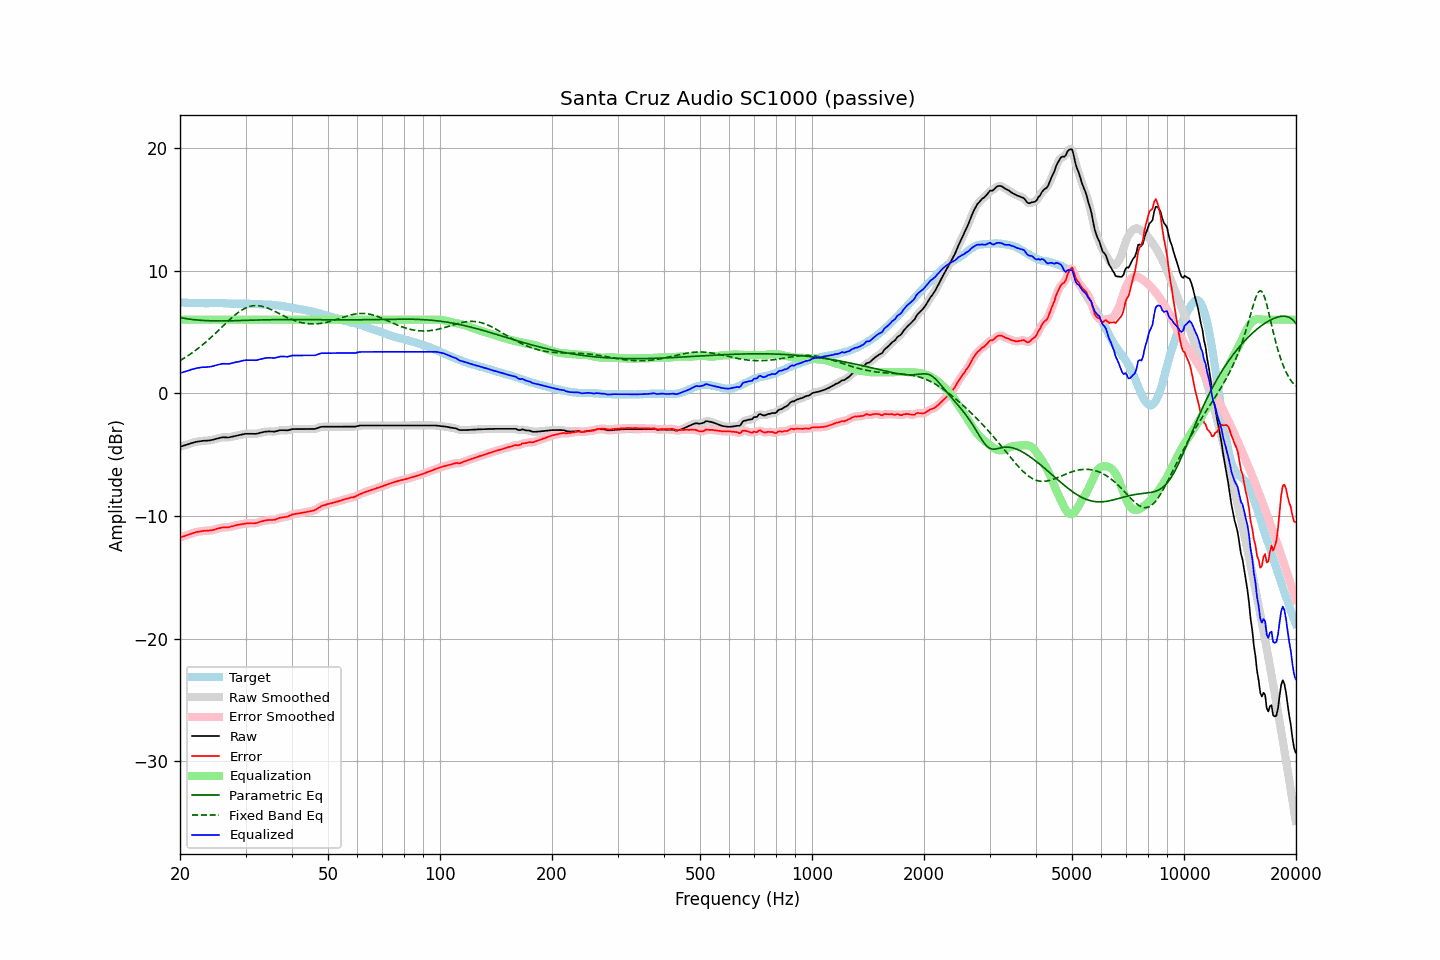 Santa Cruz Audio SC1000 (passive)
20
10
0
−10
−20
−30
Amplitude (dBr)
Target
Raw Smoothed
Error Smoothed
Raw
Error
Equalization
Parametric Eq
Fixed Band Eq
Equalized
20 50 100 200 500 1000 2000 5000 10000 20000
Frequency (Hz)